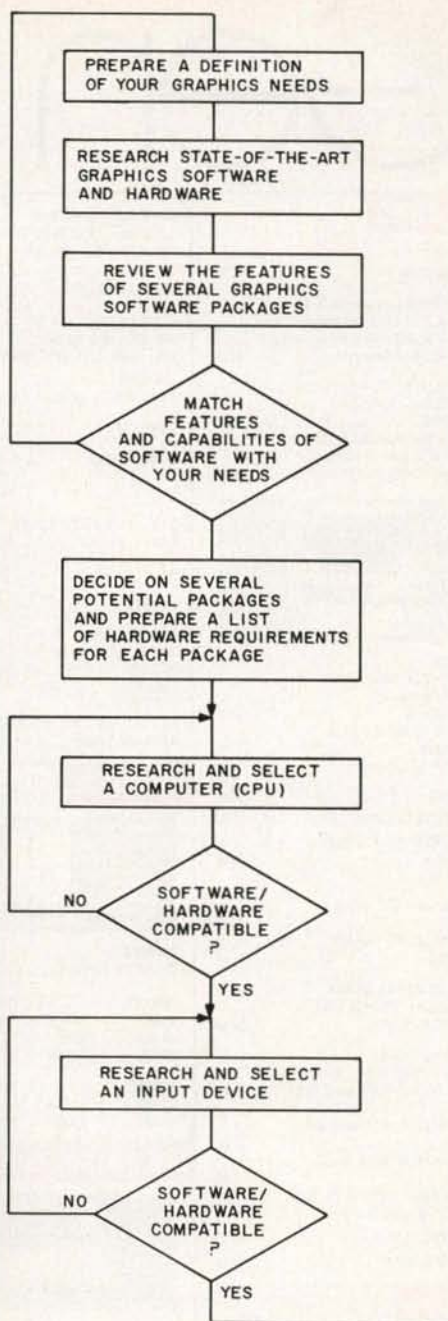 PREPARE A DEFINITION
OF YOUR GRAPHICS NEEDS
RESEARCH STATE-OF-THE-ART
GRAPHICS SOFTWARE
AND HARDWARE
REVIEW THE FEATURES
OF SEVERAL GRAPHICS
SOFTWARE PACKAGES
MATCH
FEATURES
AND CAPABILITIES OF
SOFTWARE WITH
YOUR NEEDS
DECIDE ON SEVERAL
POTENTIAL PACKAGES
AND PREPARE A LIST
OF HARDWARE REQUIREMENTS
FOR EACH PACKAGE
RESEARCH AND SELECT
A COMPUTER (CPU)
NO
SOFTWARE/
HARDWARE
COMPATIBLE
?
YES
RESEARCH AND SELECT
AN INPUT DEVICE
NO
SOFTWARE/
HARDWARE
COMPATIBLE
?
YES